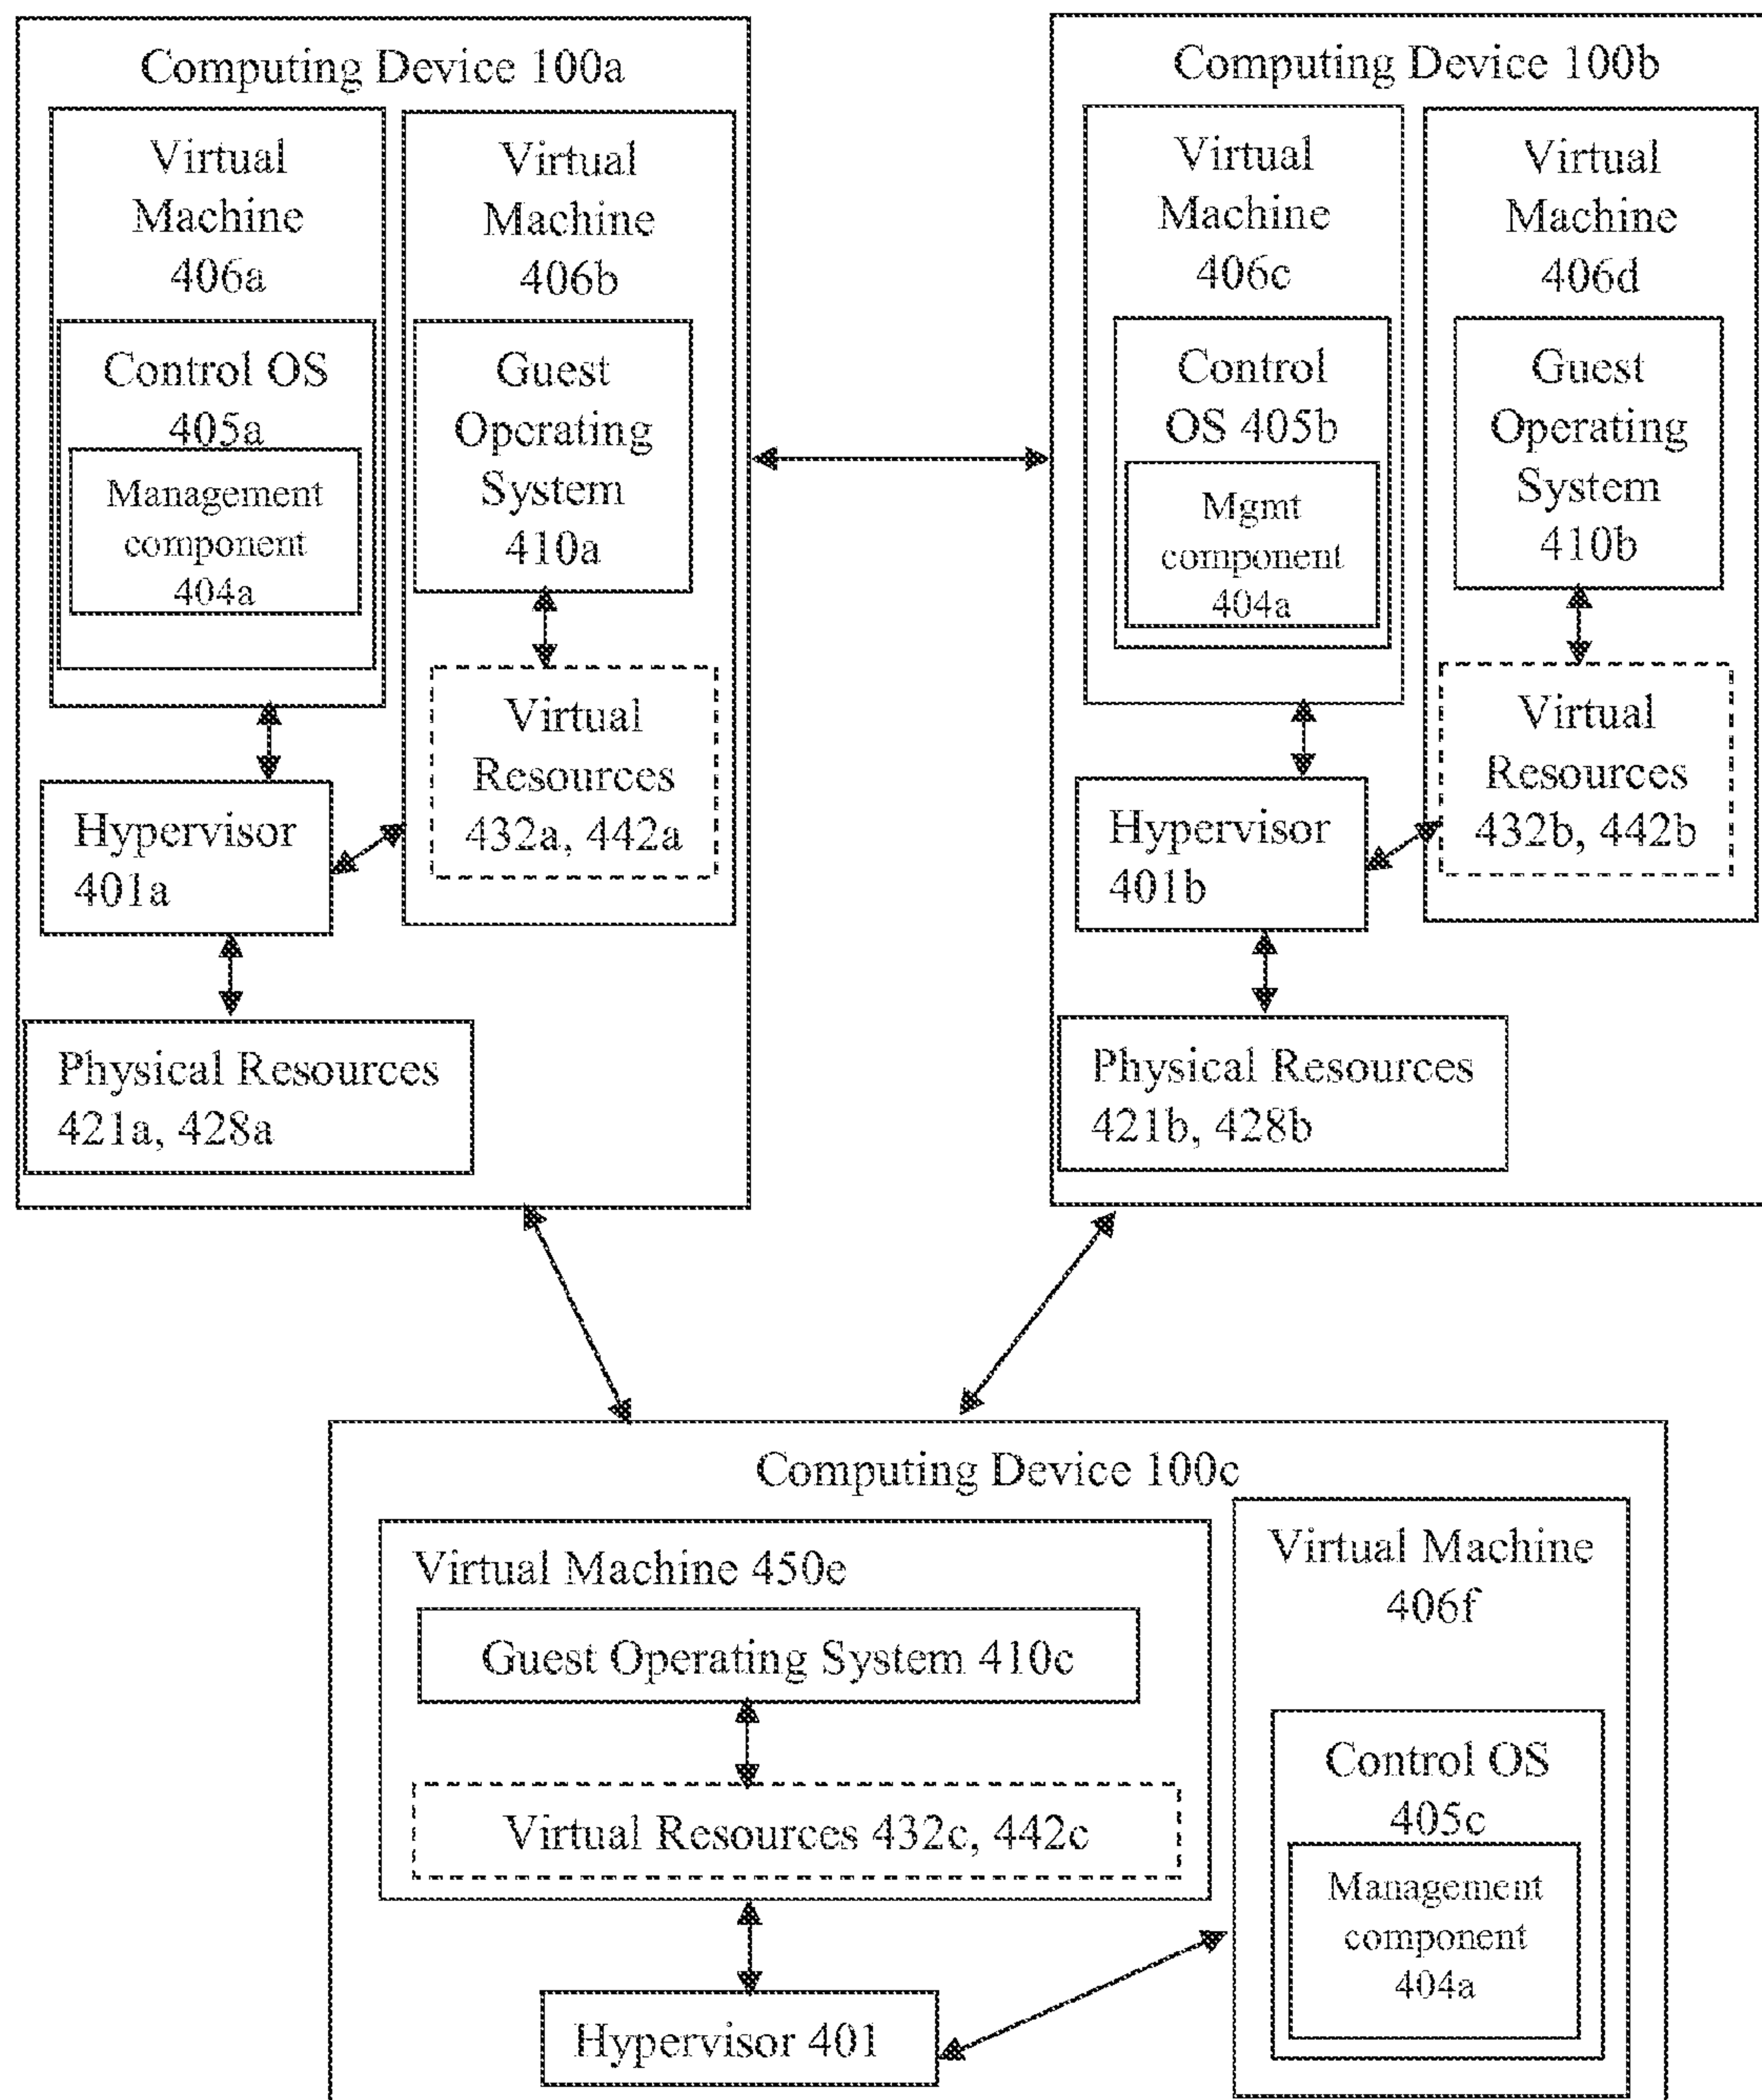 Computing Device 100a
Virtual
Machine
406a
Control OS
405a
Management
component
404a
Virtual
Machine
406b
Guest
Operating
System
410a
Virtual
Resources
432a, 442a
Hypervisor
401a
Physical Resources
421a, 428a
Computing Device 100b
Virtual
Machine
406c
Control
OS 405b
Mgmt
component
404a
Virtual
Machine
406d
Guest
Operating
System
410b
Virtual
Resources
432b, 442b
Hypervisor
401b
Physical Resources
421b, 428b
Computing Device 100c
Virtual Machine 450e
Guest Operating System 410c
Virtual Resources 432c, 442c
Virtual Machine
406f
Control OS
405c
Management
component
404a
Hypervisor 401